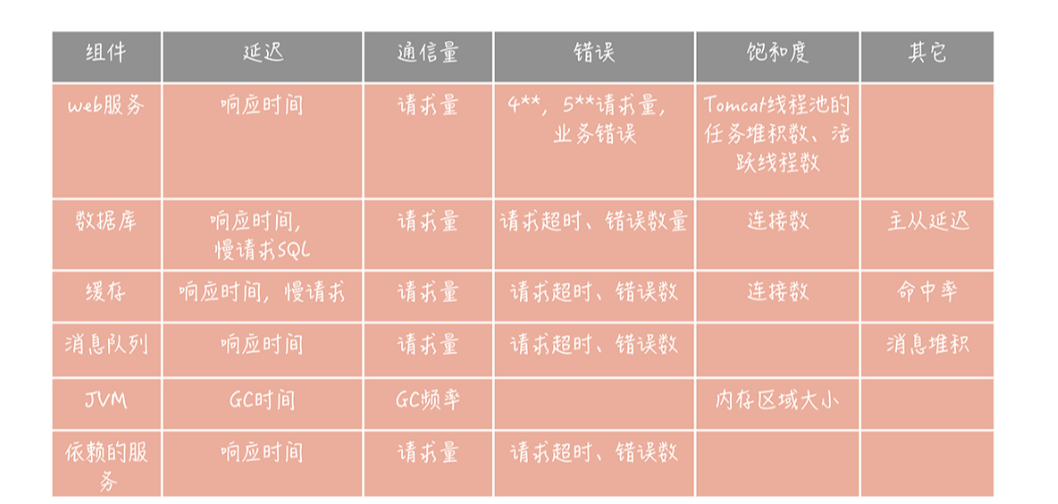 组件 延迟 通信量 错误 饱和度 其它
web服务 响应时间 请求量 4**，5**请求量， Tomcat线程池的
业务错误 任务堆积数、活
跃线程数
数据库 响应时间， 请求量 请求超时、错误数量 连接数 主从延迟
慢请求SQL
缓存 响应时间，慢请求 请求量 请求超时、错误数 连接数 命中率
消息队列 响应时间 请求量 请求超时、错误数 消息堆积
JVM GC时间 GC频率 内存区域大小
依赖的服 响应时间 请求量 请求超时、错误数
务